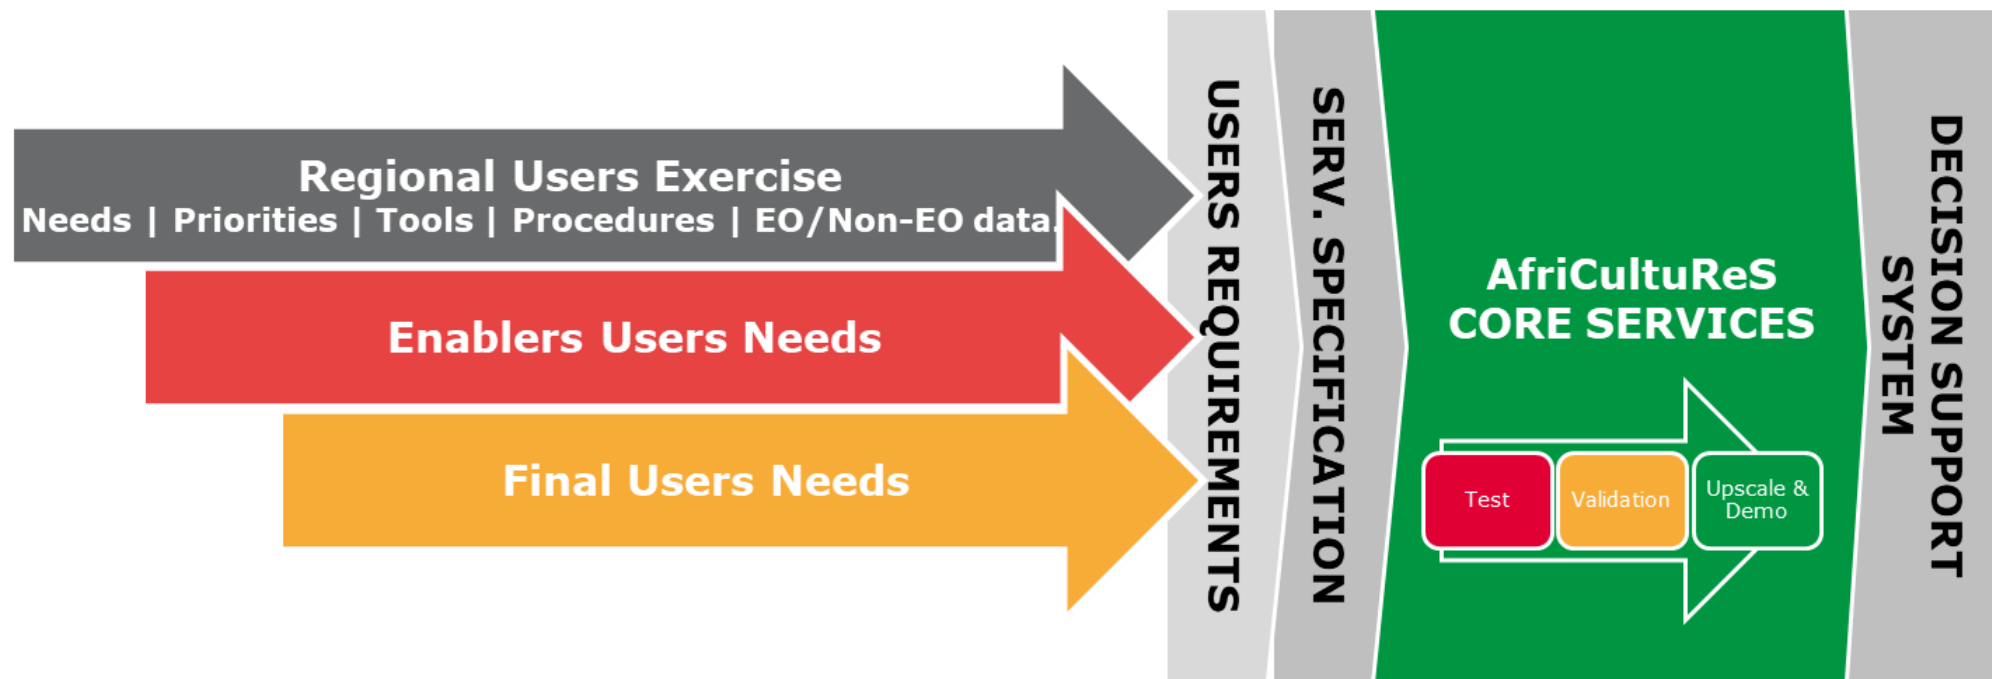 Regional Users Exercise
Needs | Priorities | Tools | Procedures | EO/Non-EO data.
Enablers Users Needs
Final Users Needs
USERS REQUIREMENTS
SERV. SPECIFICATION
AfriCultuReS
CORE SERVICES
Test
Validation
Upscale &
Demo
DECISION SUPPORT
SYSTEM